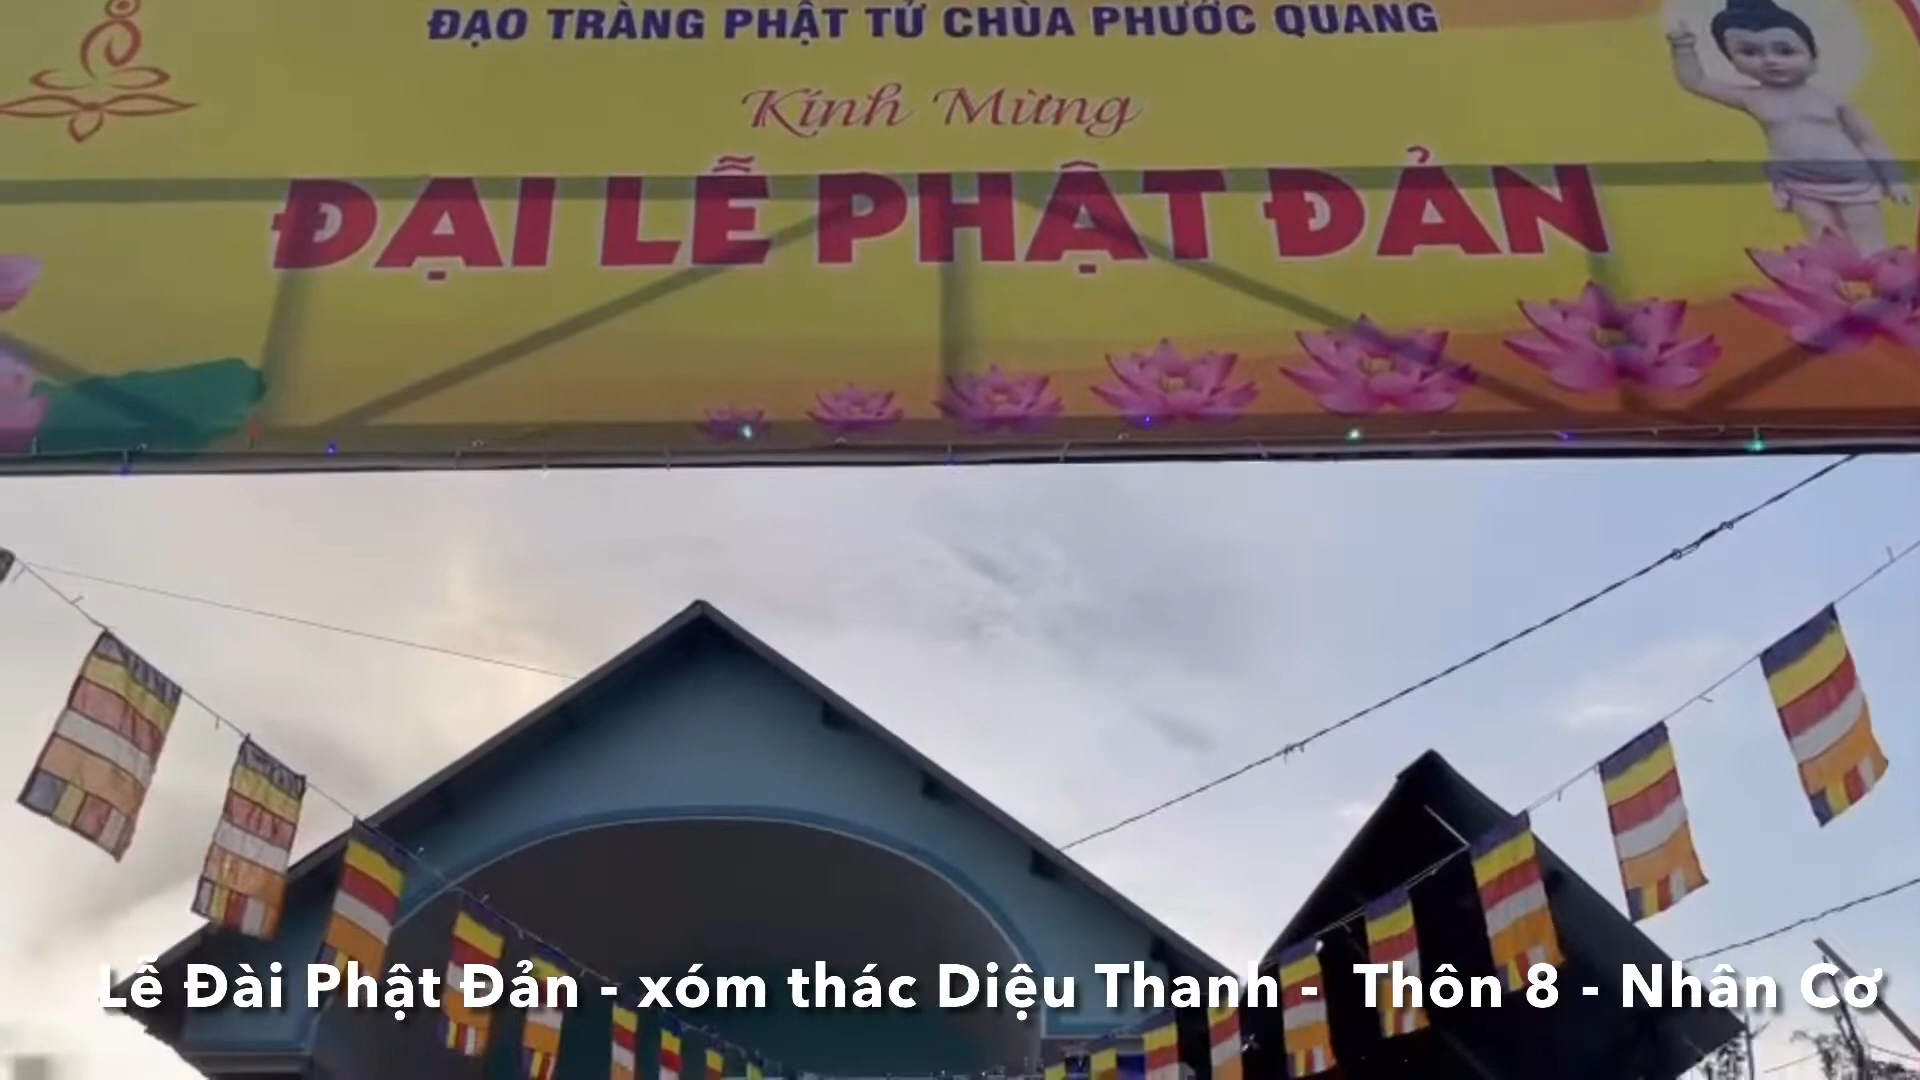 ĐẠO TRÀNG PHẬT TỬ CHÙA PHƯỚC QUANG
Kính Mừng
ĐẠI LỄ PHẬT ĐẢN
Lễ Đài Phật Đản - xóm thác Diệu Thanh - Thôn 8 - Nhân Cơ